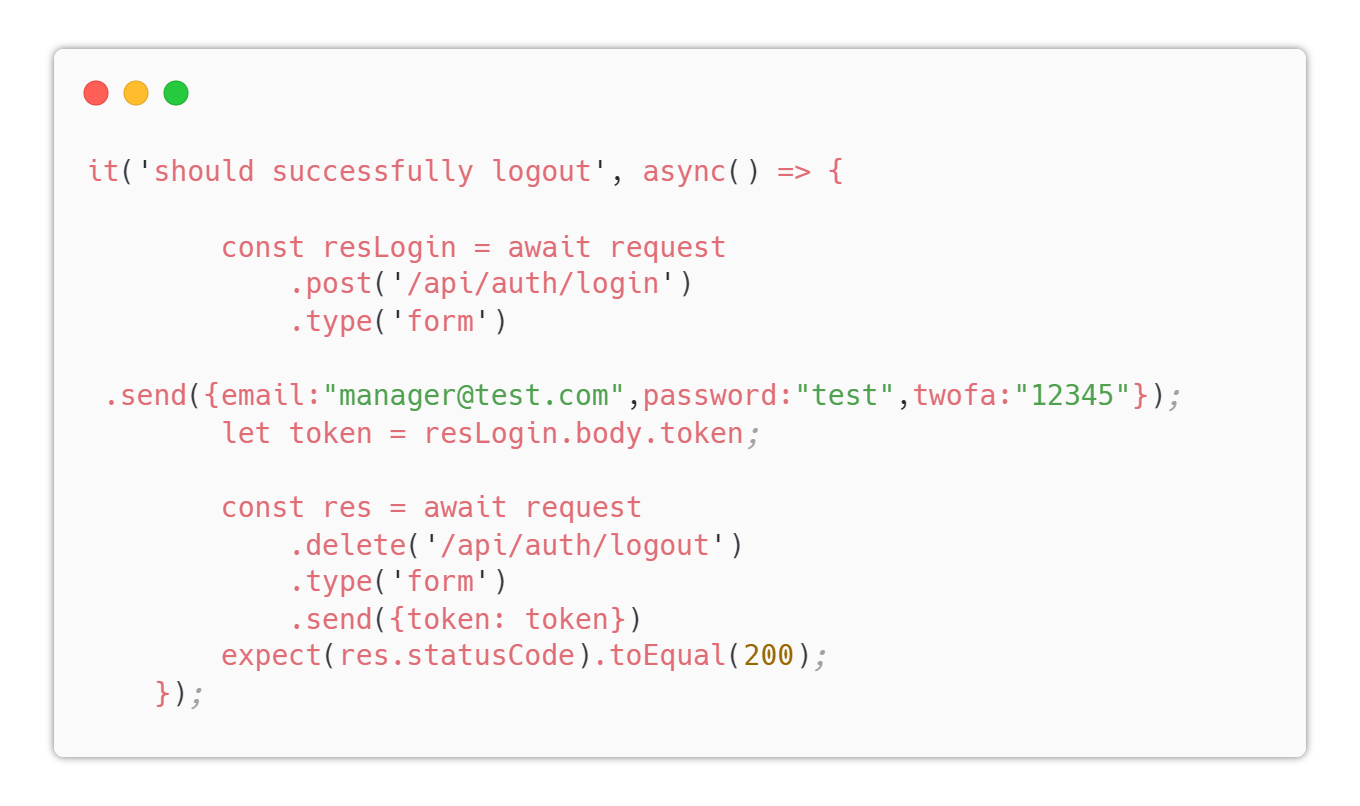 it('should successfully logout', async() => {
const resLogin = await request
.post('/api/auth/login')
.type('form')
.send({email:"manager@test.com",password:"test",twofa:"12345"});
let token = resLogin.body.token;
const res = await request
.delete('/api/auth/logout')
.type('form')
.send({token: token})
expect(res.statusCode).toEqual(200);
});